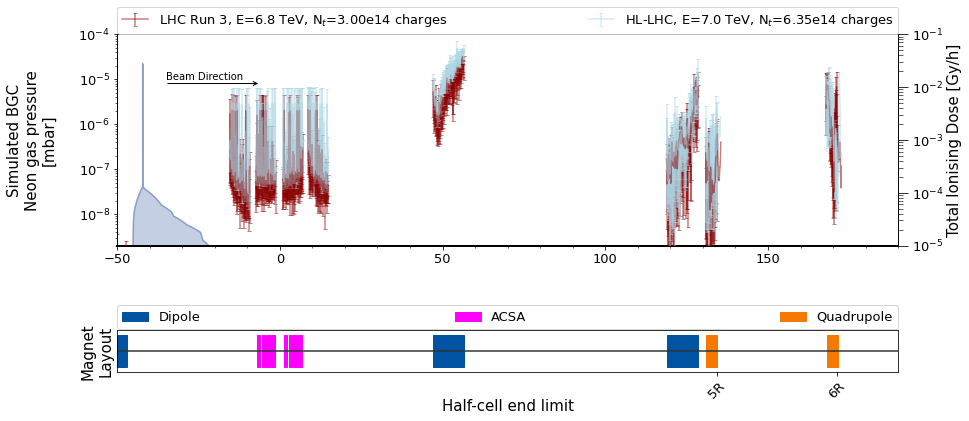 LHC Run 3, E=6.8 TeV, Nt=3.00e14 charges
HL-LHC, E=7.0 TeV, Nt=6.35e14 charges
Simulated BGC
Neon gas pressure
[mbar]
10⁻⁴
10⁻⁵
10⁻⁶
10⁻⁷
10⁻⁸
Beam Direction
10⁻¹
10⁻²
10⁻³
10⁻⁴
10⁻⁵
Total Ionising Dose [Gy/h]
−50
0
50
100
150
Dipole
ACSA
Quadrupole
Magnet
Layout
5R
6R
Half-cell end limit